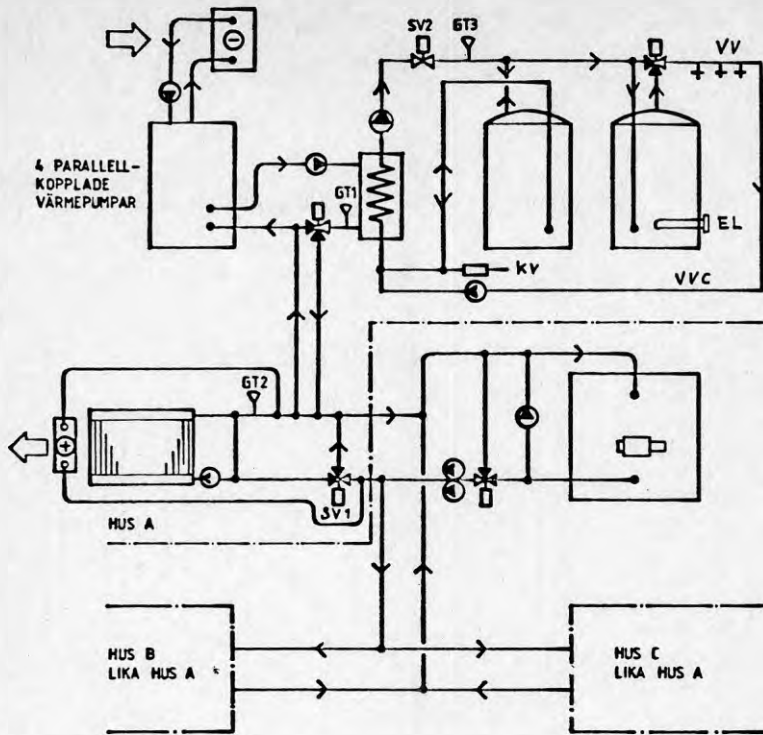 SV2
GT3
VV
4 PARALLELL-
KOPPLADE
VÄRMEPUMPAR
GT1
EL
KV
VVC
GT2
SV1
HUS A
HUS B
LIKA HUS A
HUS C
LIKA HUS A